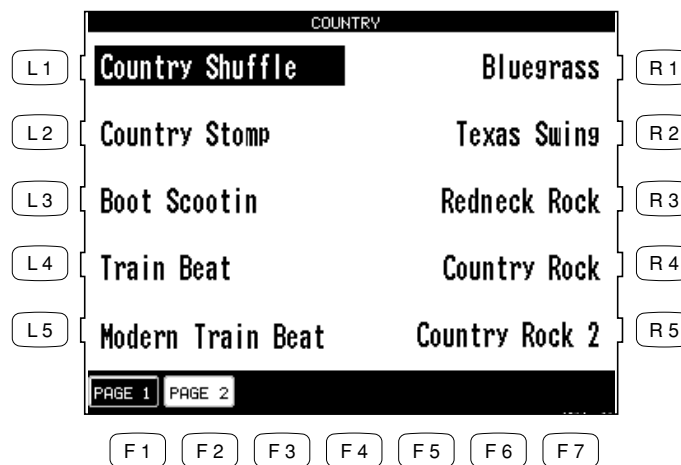 COUNTRY
L1 Country Shuffle Bluegrass R1
L2 Country Stomp Texas Swing R2
L3 Boot Scootin Redneck Rock R3
L4 Train Beat Country Rock R4
L5 Modern Train Beat Country Rock 2 R5
PAGE 1 PAGE 2
F1 F2 F3 F4 F5 F6 F7